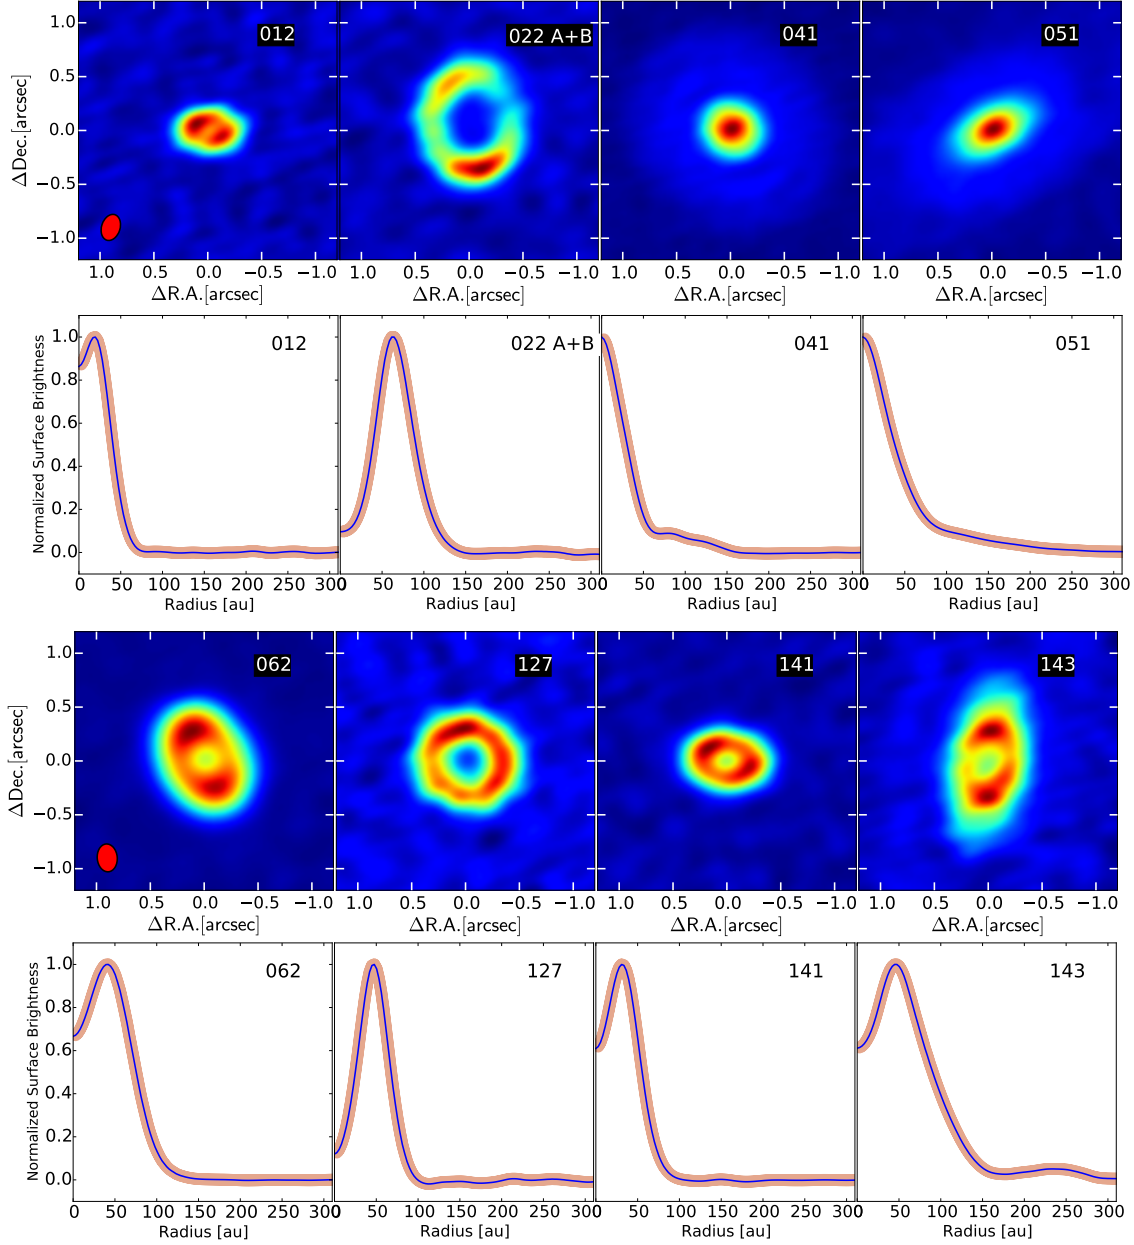 012 022 A+B 041 051
1.0
0.5
0.0
−0.5
−1.0
ΔDec.[arcsec]
1.0 0.5 0.0 −0.5 −1.0 1.0 0.5 0.0 −0.5 −1.0 1.0 0.5 0.0 −0.5 −1.0 1.0 0.5 0.0 −0.5 −1.0
ΔR.A.[arcsec] ΔR.A.[arcsec] ΔR.A.[arcsec] ΔR.A.[arcsec]
012 022 A+B 041 051
1.0
0.8
0.6
0.4
0.2
0.0
Normalized Surface Brightness
0 50 100 150 200 250 300 0 50 100 150 200 250 300 0 50 100 150 200 250 300 0 50 100 150 200 250 300
Radius [au] Radius [au] Radius [au] Radius [au]
062 127 141 143
1.0
0.5
0.0
−0.5
−1.0
ΔDec.[arcsec]
1.0 0.5 0.0 −0.5 −1.0 1.0 0.5 0.0 −0.5 −1.0 1.0 0.5 0.0 −0.5 −1.0 1.0 0.5 0.0 −0.5 −1.0
ΔR.A.[arcsec] ΔR.A.[arcsec] ΔR.A.[arcsec] ΔR.A.[arcsec]
062 127 141 143
1.0
0.8
0.6
0.4
0.2
0.0
Normalized Surface Brightness
0 50 100 150 200 250 300 0 50 100 150 200 250 300 0 50 100 150 200 250 300 0 50 100 150 200 250 300
Radius [au] Radius [au] Radius [au] Radius [au]